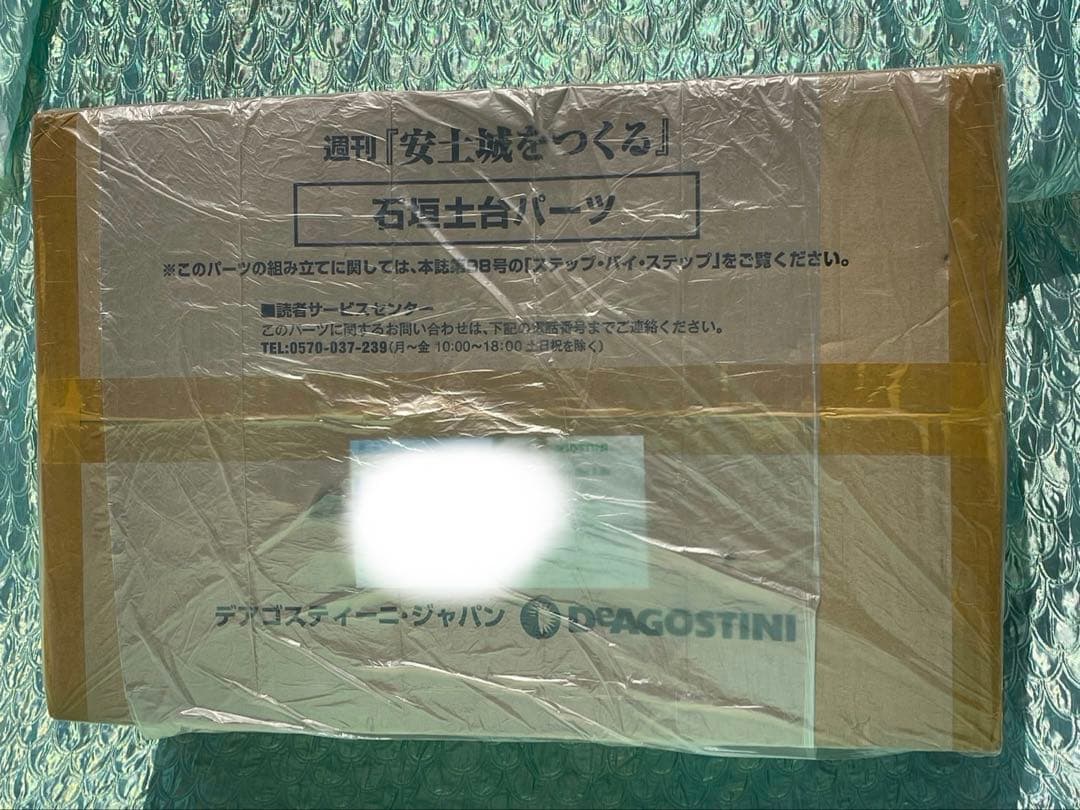 週刊『安土城をつくる』
石垣土台パーツ
※このパーツの組み立てに関しては、本誌第98号の「ステップ・バイ・ステップ」をご覧ください。
■読者サービスセンター
このパーツに関するお問い合わせは、下記の電話番号までご連絡ください。
TEL:0570-037-239(月〜金 10:00〜18:00 土日祝を除く)
デアゴスティーニ・ジャパン DeAGOSTINI